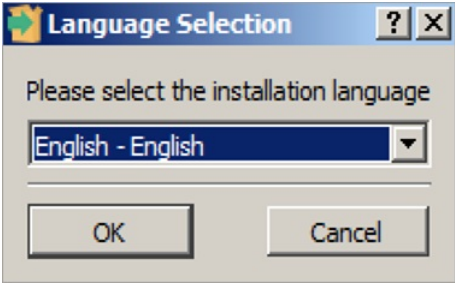 Language Selection
Please select the installation language
English - English
OK
Cancel